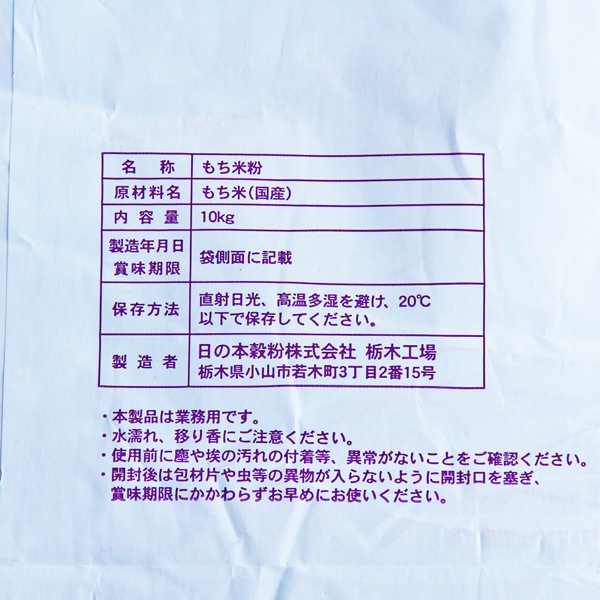 名 称 もち米粉
原材料名 もち米(国産)
内 容 量 10kg
製造年月日
賞味期限 袋側面に記載
保存方法 直射日光、高温多湿を避け、20℃
以下で保存してください。
製 造 者 日の本穀粉株式会社 栃木工場
栃木県小山市若木町3丁目2番15号
・本製品は業務用です。
・水濡れ、移り香にご注意ください。
・使用前に塵や埃の汚れの付着等、異常がないことをご確認ください。
・開封後は包材片や虫等の異物が入らないように開封口を塞ぎ、
賞味期限にかかわらずお早めにお使いください。